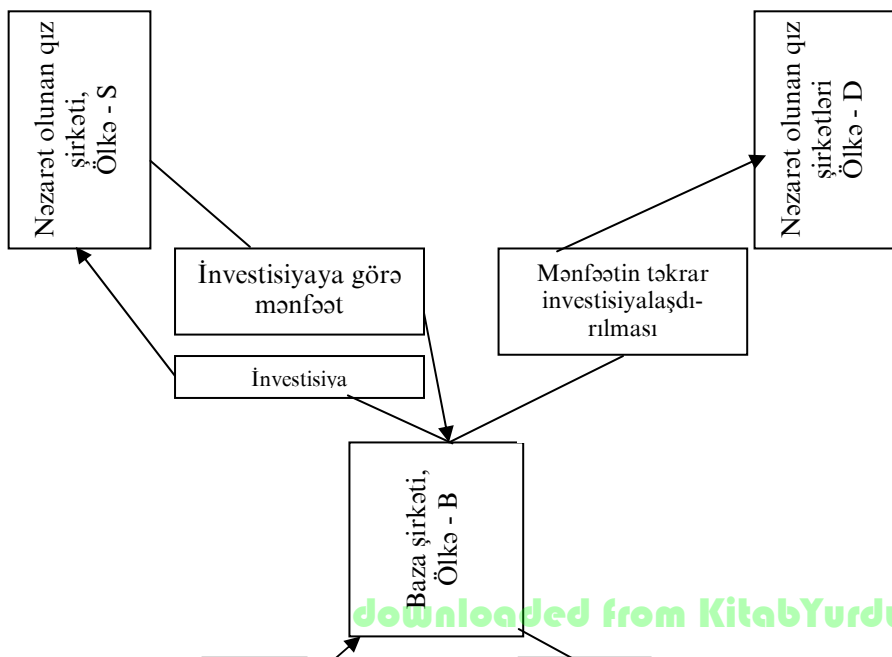 Nəzarət olunan qız
şirkəti,
Ölkə - S
Nəzarət olunan qız
şirkətləri
Ölkə - D
İnvestisiyaya görə
mənfəət
Mənfəətin təkrar
investisiyalaşdı-
rılması
İnvestisiya
Baza şirkəti,
Ölkə - B
downloaded from KitabYurdu